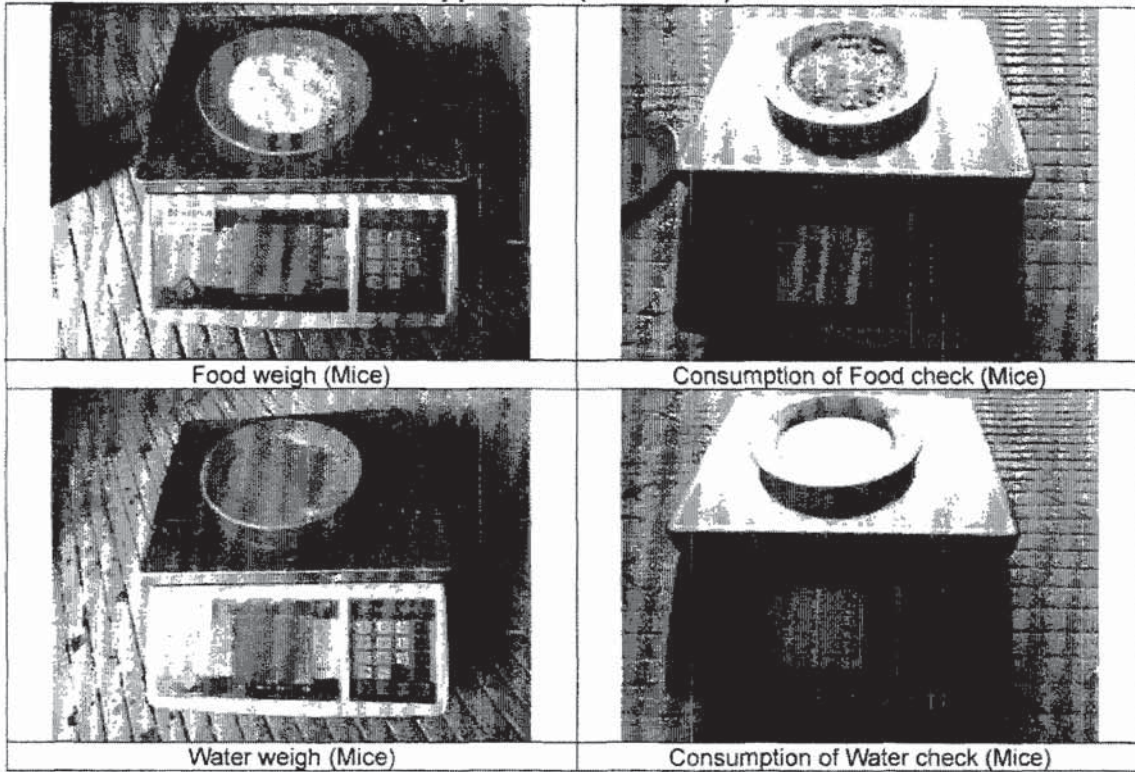 Food weigh (Mice)
Consumption of Food check (Mice)
Water weigh (Mice)
Consumption of Water check (Mice)